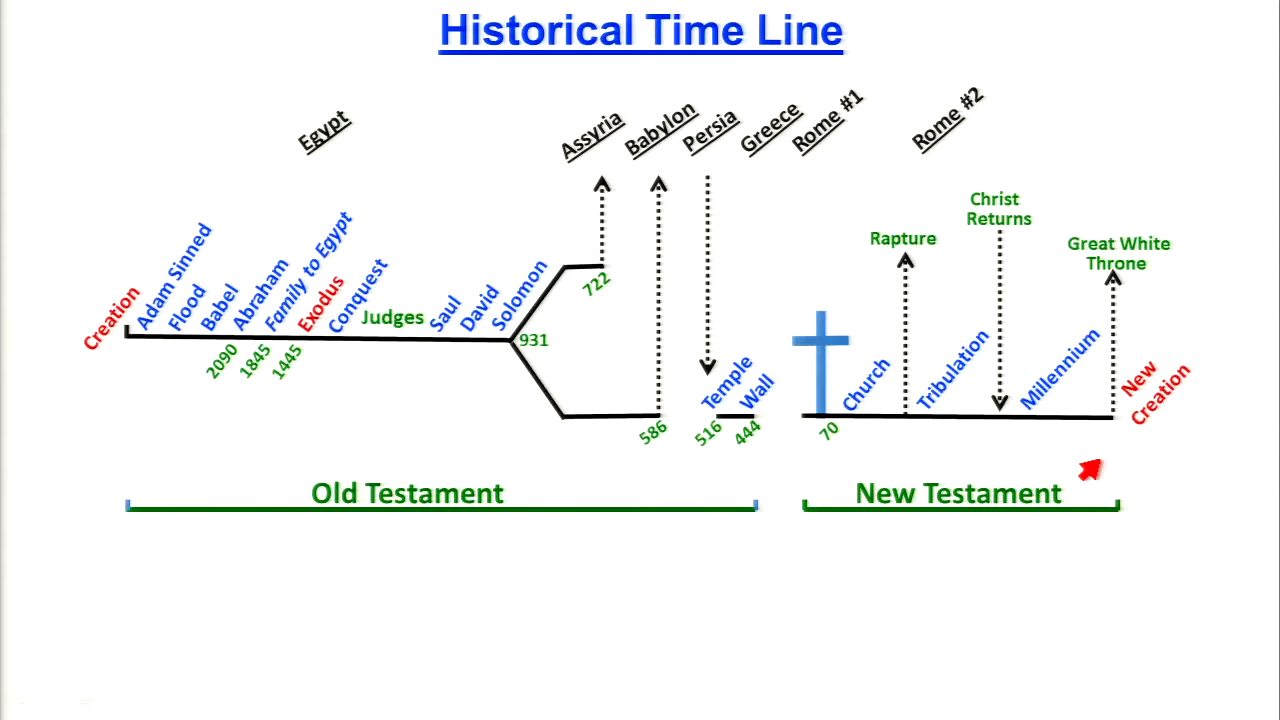 Historical Time Line
Egypt
Assyria
Babylon
Persia
Greece
Rome #1
Rome #2
Creation
Adam Sinned
Flood
Babel
Abraham
Family to Egypt
Exodus
Conquest
Judges
Saul
David
Solomon
2090
1845
1445
931
722
586
Temple
Wall
516
444
70
Church
Rapture
Tribulation
Christ
Returns
Millennium
Great White
Throne
New
Creation
Old Testament
New Testament